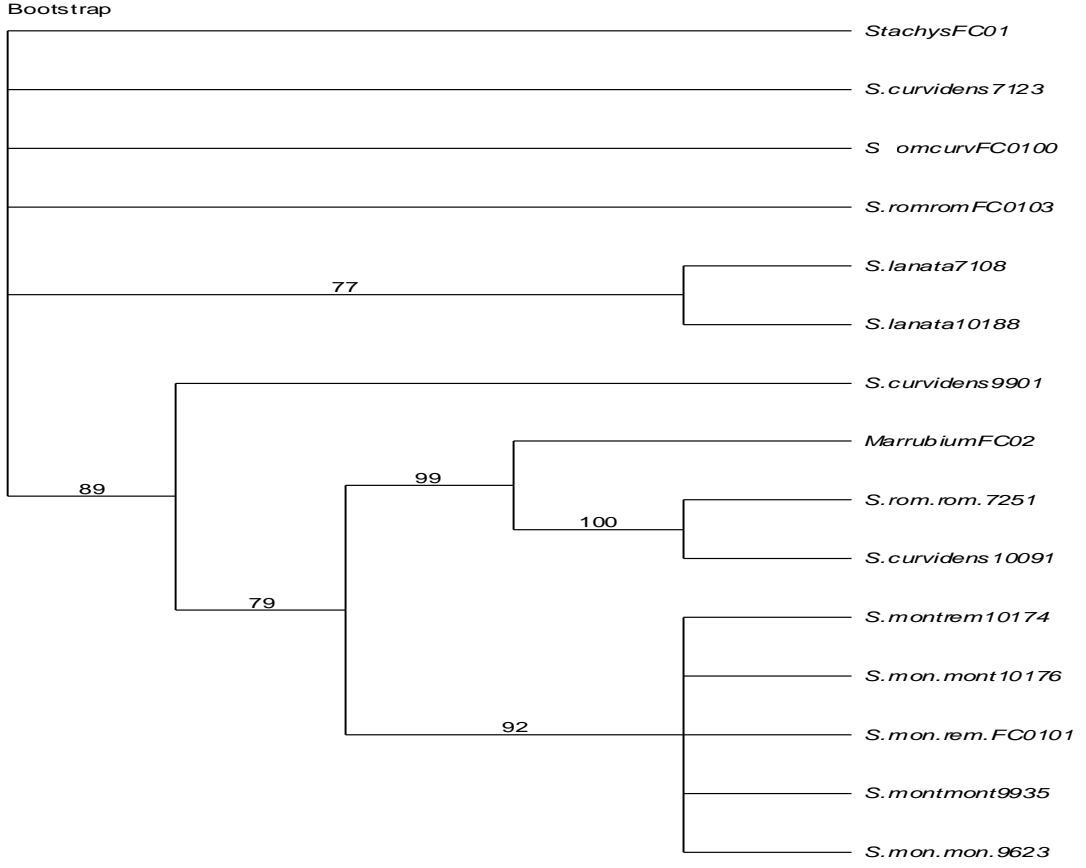 Bootstrap
StachysFC01
S.curvidens7123
S omcurvFC0100
S.romromFC0103
S.lanata7108
77
S.lanata10188
S.curvidens9901
MarrubiumFC02
99
89
S.rom.rom.7251
100
S.curvidens10091
79
S.montrem10174
S.mon.mont10176
92
S.mon.rem.FC0101
S.montmont9935
S.mon.mon.9623